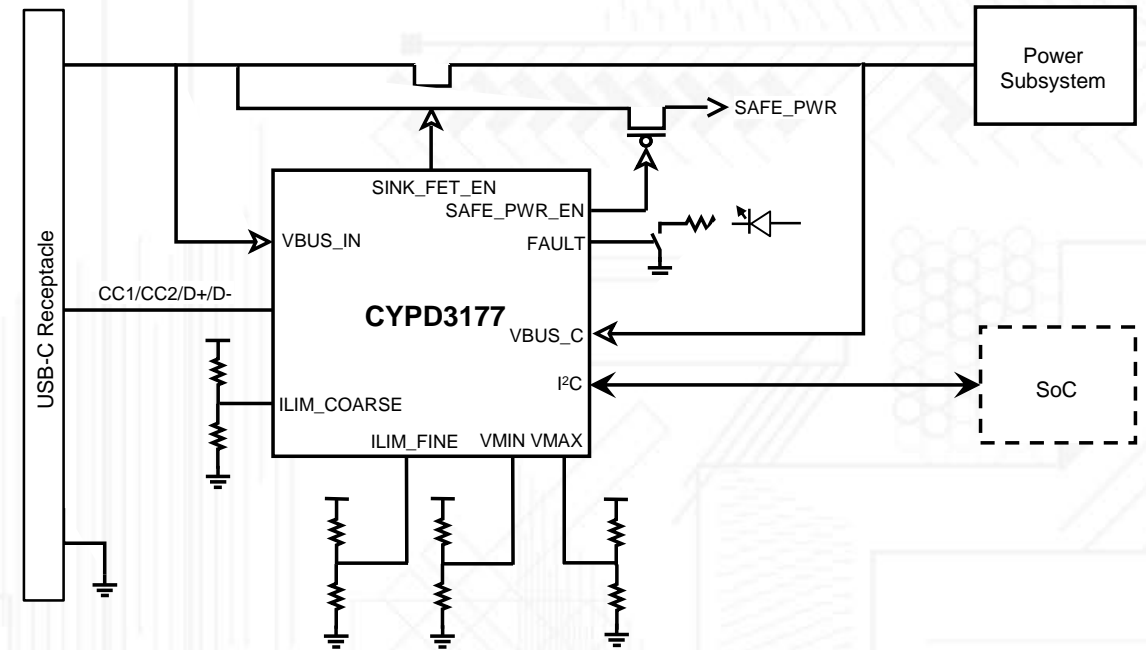 Power
Subsystem
SAFE_PWR
SINK_FET_EN
SAFE_PWR_EN
VBUS_IN
FAULT
USB-C Receptacle
CC1/CC2/D+/D-
CYPD3177
VBUS_C
I²C
SoC
ILIM_COARSE
ILIM_FINE
VMIN VMAX